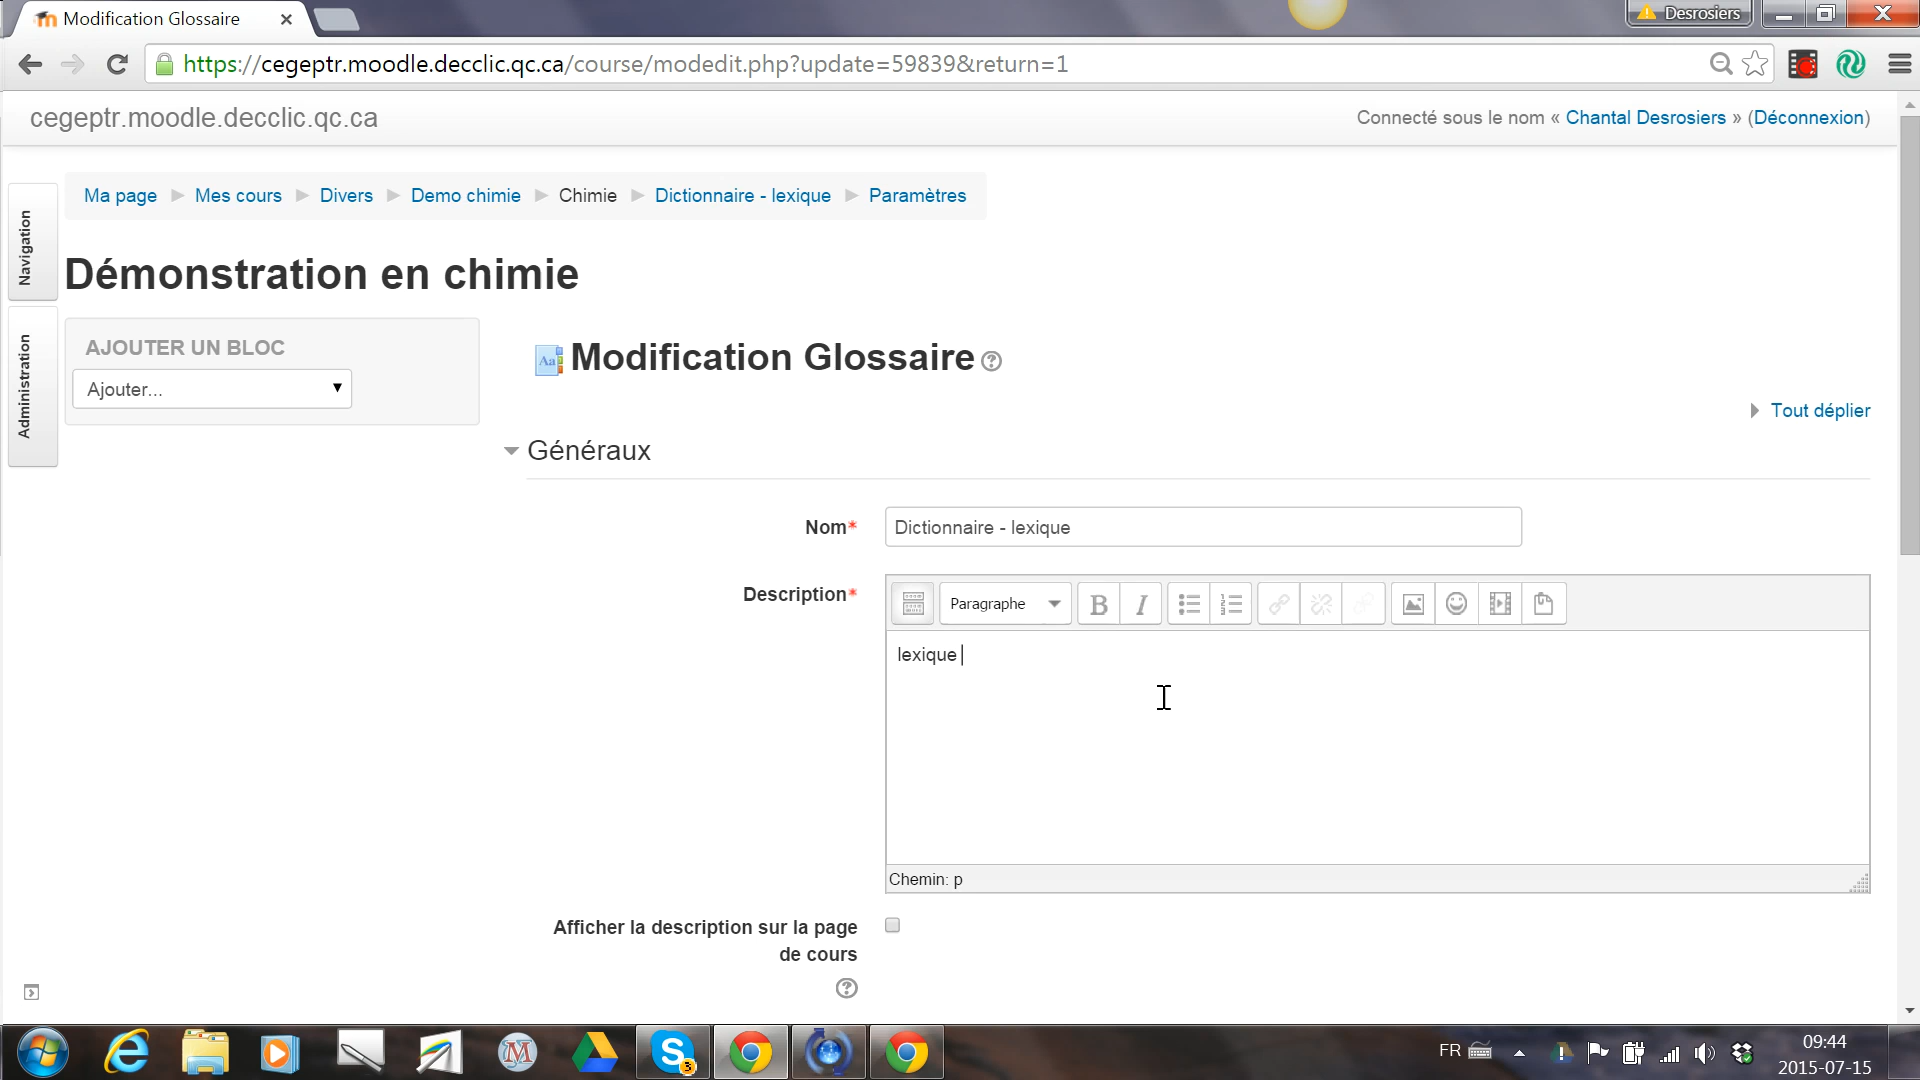 Modification Glossaire
Desrosiers
https://cegeptr.moodle.decclic.qc.ca/course/modedit.php?update=59839&return=1
cegeptr.moodle.decclic.qc.ca
Connecté sous le nom « Chantal Desrosiers » (Déconnexion)
Ma page
Mes cours
Divers
Demo chimie
Chimie
Dictionnaire - lexique
Paramètres
Navigation
Administration
Démonstration en chimie
AJOUTER UN BLOC
Ajouter...
Modification Glossaire
Tout déplier
Généraux
Nom*
Dictionnaire - lexique
Description*
Paragraphe
B I
lexique
Chemin: p
Afficher la description sur la page
de cours
FR
09:44
2015-07-15